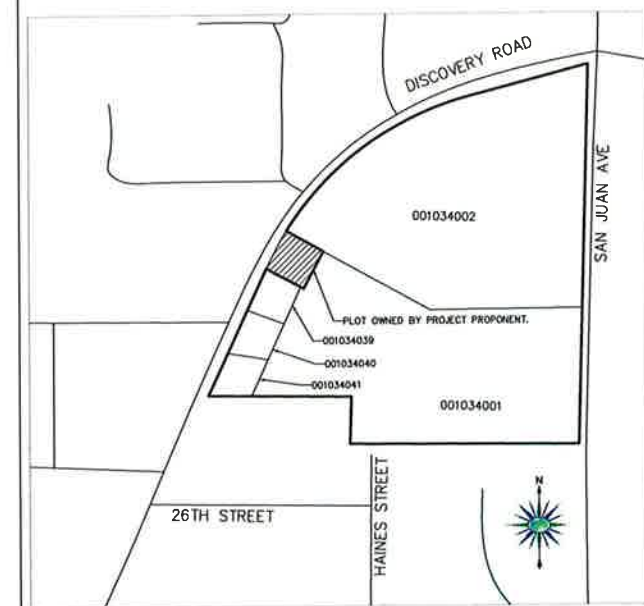 DISCOVERY ROAD
SAN JUAN AVE
001034002
PLOT OWNED BY PROJECT PROPONENT.
001034039
001034040
001034041
001034001
HAINES STREET
26TH STREET
N